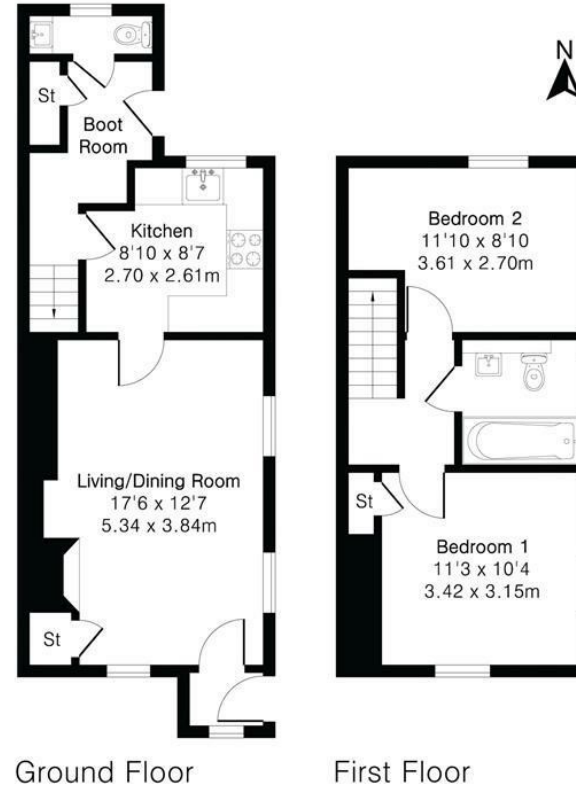 N
St
Boot
Room
Kitchen
8'10 x 8'7
2.70 x 2.61m
Living/Dining Room
17'6 x 12'7
5.34 x 3.84m
St
Ground Floor
Bedroom 2
11'10 x 8'10
3.61 x 2.70m
St
Bedroom 1
11'3 x 10'4
3.42 x 3.15m
First Floor